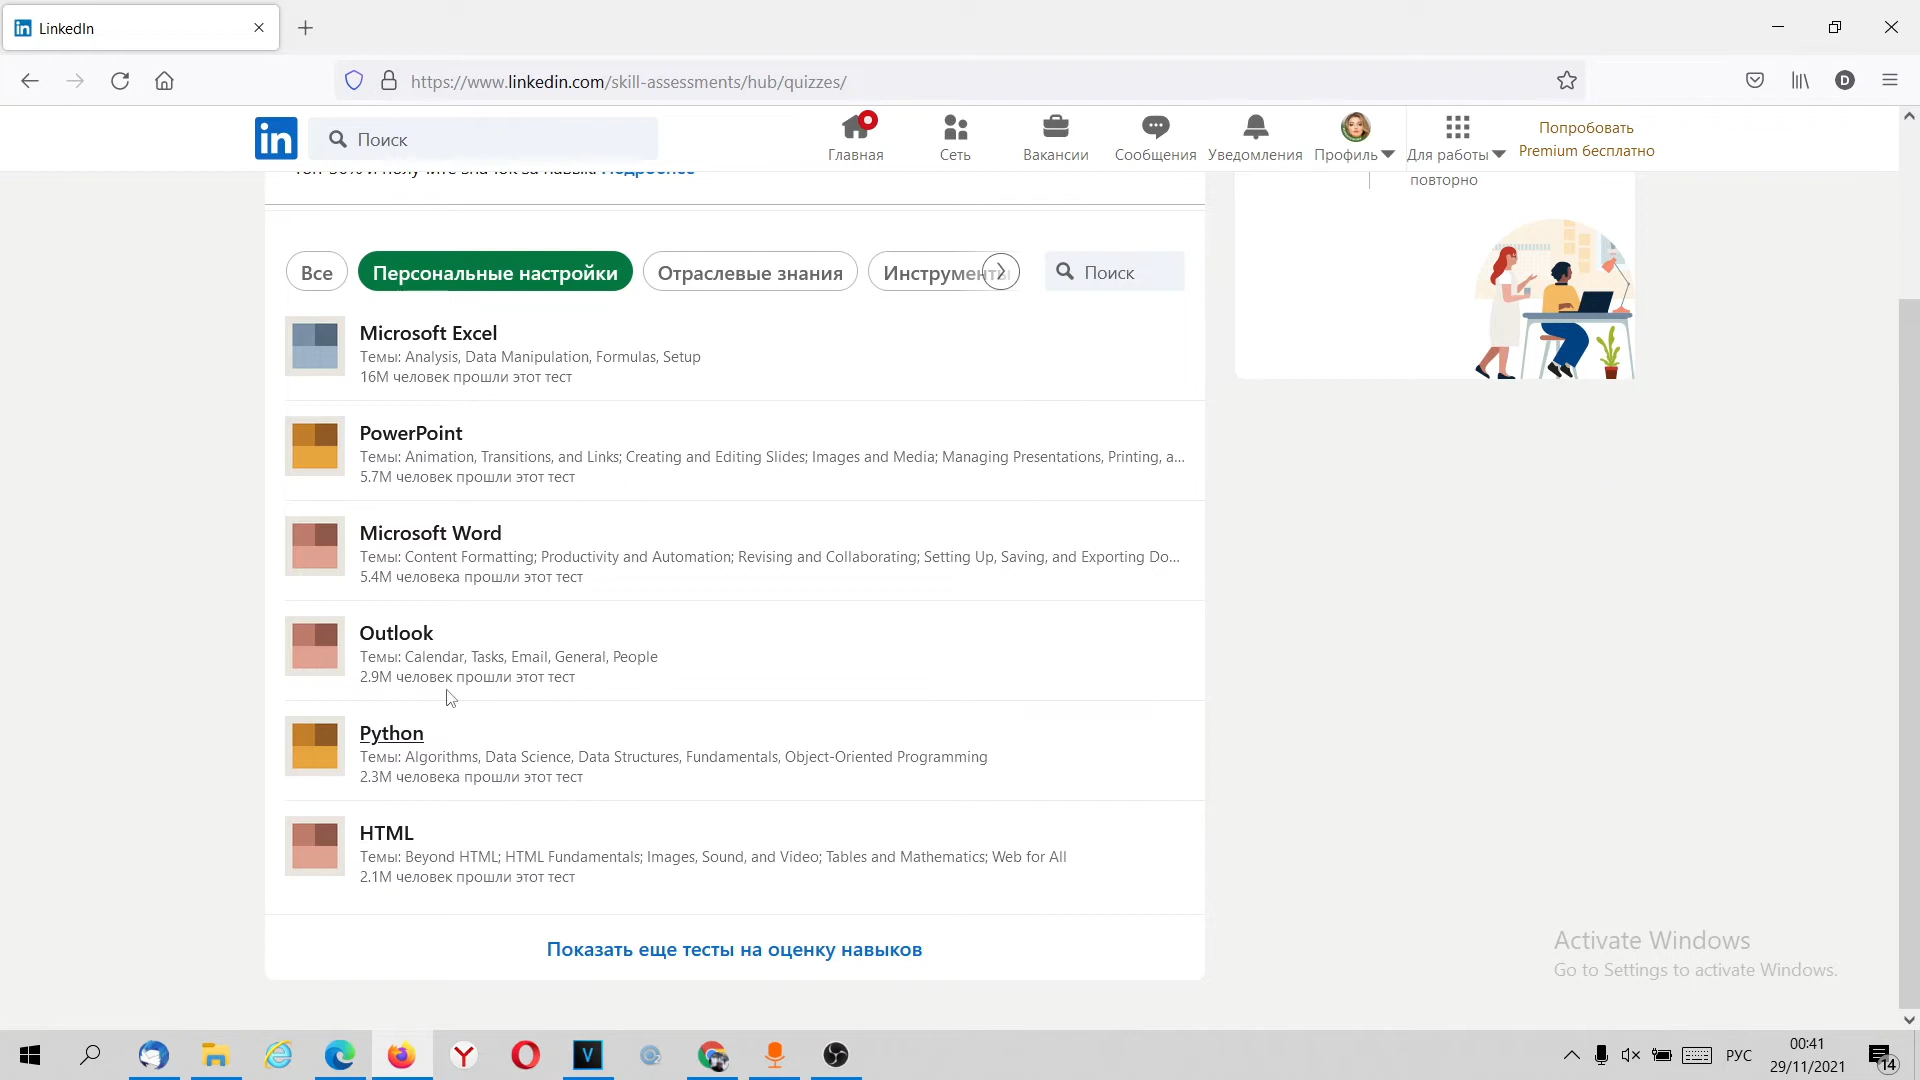 LinkedIn
https://www.linkedin.com/skill-assessments/hub/quizzes/
in
Поиск
Главная
Сеть
Вакансии
Сообщения
Уведомления
Профиль
Для работы
Попробовать
Premium бесплатно
повторно
Все
Персональные настройки
Отраслевые знания
Инструменты
Поиск
Microsoft Excel
Темы: Analysis, Data Manipulation, Formulas, Setup
16M человек прошли этот тест
PowerPoint
Темы: Animation, Transitions, and Links; Creating and Editing Slides; Images and Media; Managing Presentations, Printing, a...
5.7M человек прошли этот тест
Microsoft Word
Темы: Content Formatting; Productivity and Automation; Revising and Collaborating; Setting Up, Saving, and Exporting Do...
5.4M человека прошли этот тест
Outlook
Темы: Calendar, Tasks, Email, General, People
2.9M человек прошли этот тест
Python
Темы: Algorithms, Data Science, Data Structures, Fundamentals, Object-Oriented Programming
2.3M человека прошли этот тест
HTML
Темы: Beyond HTML; HTML Fundamentals; Images, Sound, and Video; Tables and Mathematics; Web for All
2.1M человек прошли этот тест
Показать еще тесты на оценку навыков
Activate Windows
Go to Settings to activate Windows.
РУС
00:41
29/11/2021
14